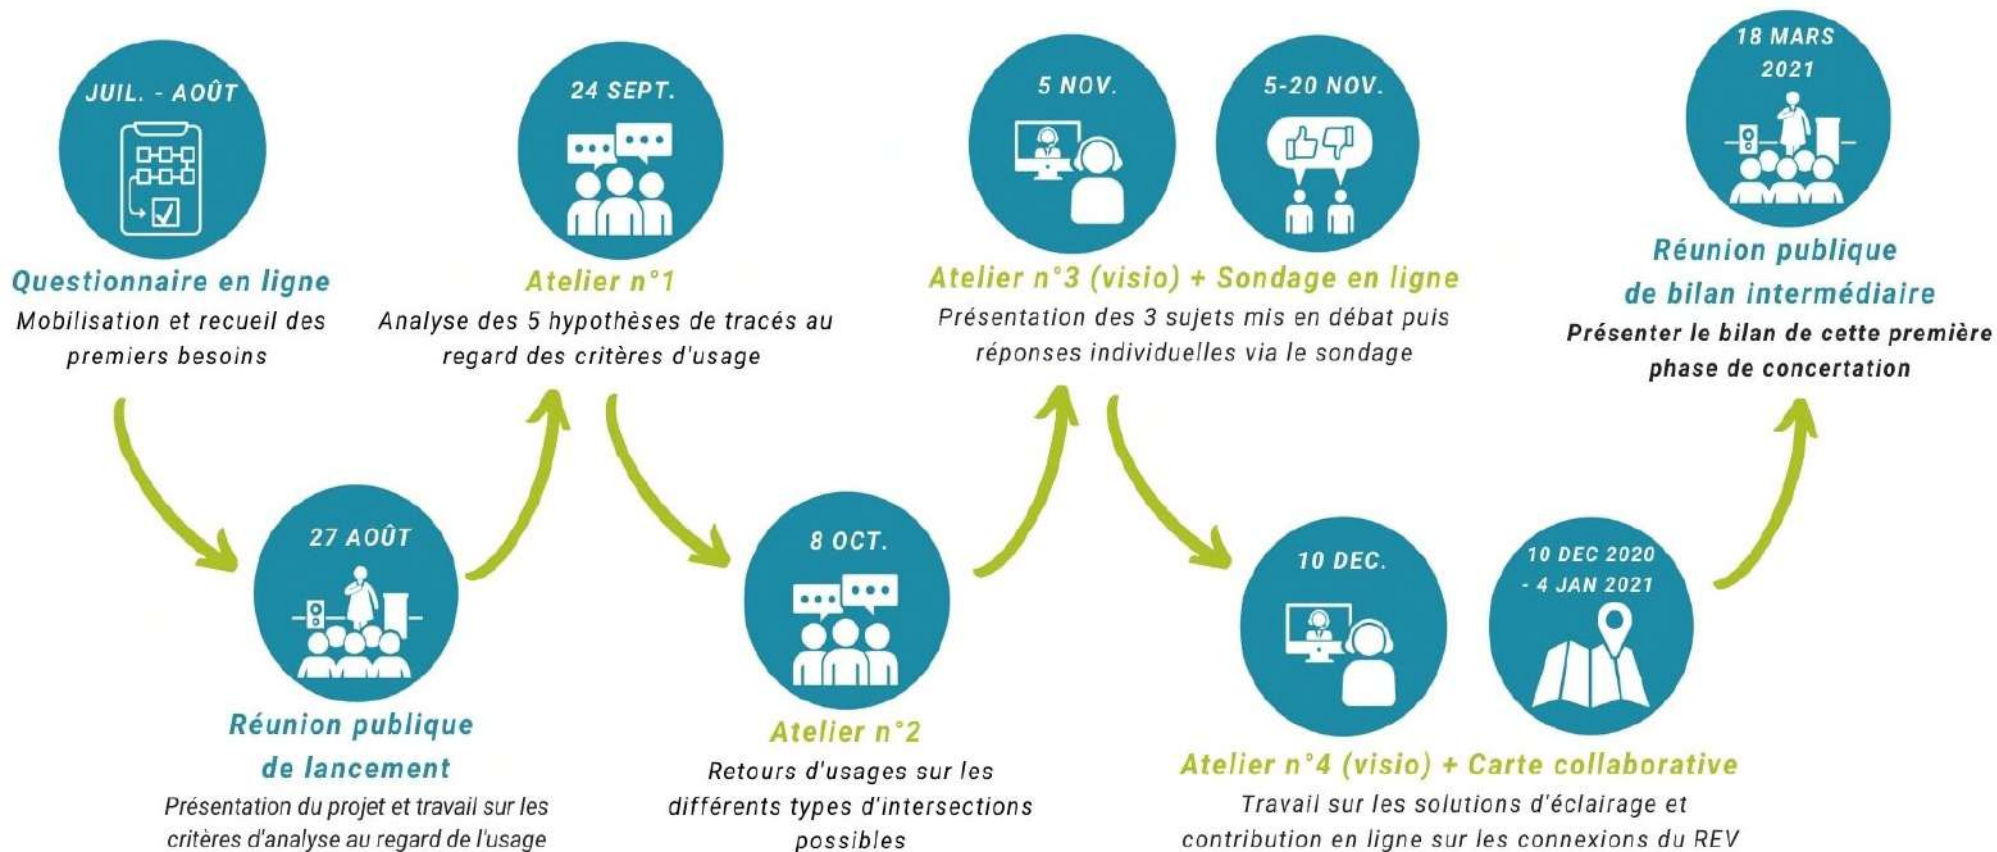 JUIL. - AOÛT
Questionnaire en ligne
Mobilisation et recueil des
premiers besoins
27 AOÛT
Réunion publique
de lancement
Présentation du projet et travail sur les
critères d'analyse au regard de l'usage
24 SEPT.
Atelier n°1
Analyse des 5 hypothèses de tracés au
regard des critères d'usage
8 OCT.
Atelier n°2
Retours d'usages sur les
différents types d'intersections
possibles
5 NOV.
5-20 NOV.
Atelier n°3 (visio) + Sondage en ligne
Présentation des 3 sujets mis en débat puis
réponses individuelles via le sondage
10 DEC.
10 DEC 2020
- 4 JAN 2021
Atelier n°4 (visio) + Carte collaborative
Travail sur les solutions d'éclairage et
contribution en ligne sur les connexions du REV
18 MARS
2021
Réunion publique
de bilan intermédiaire
Présenter le bilan de cette première
phase de concertation